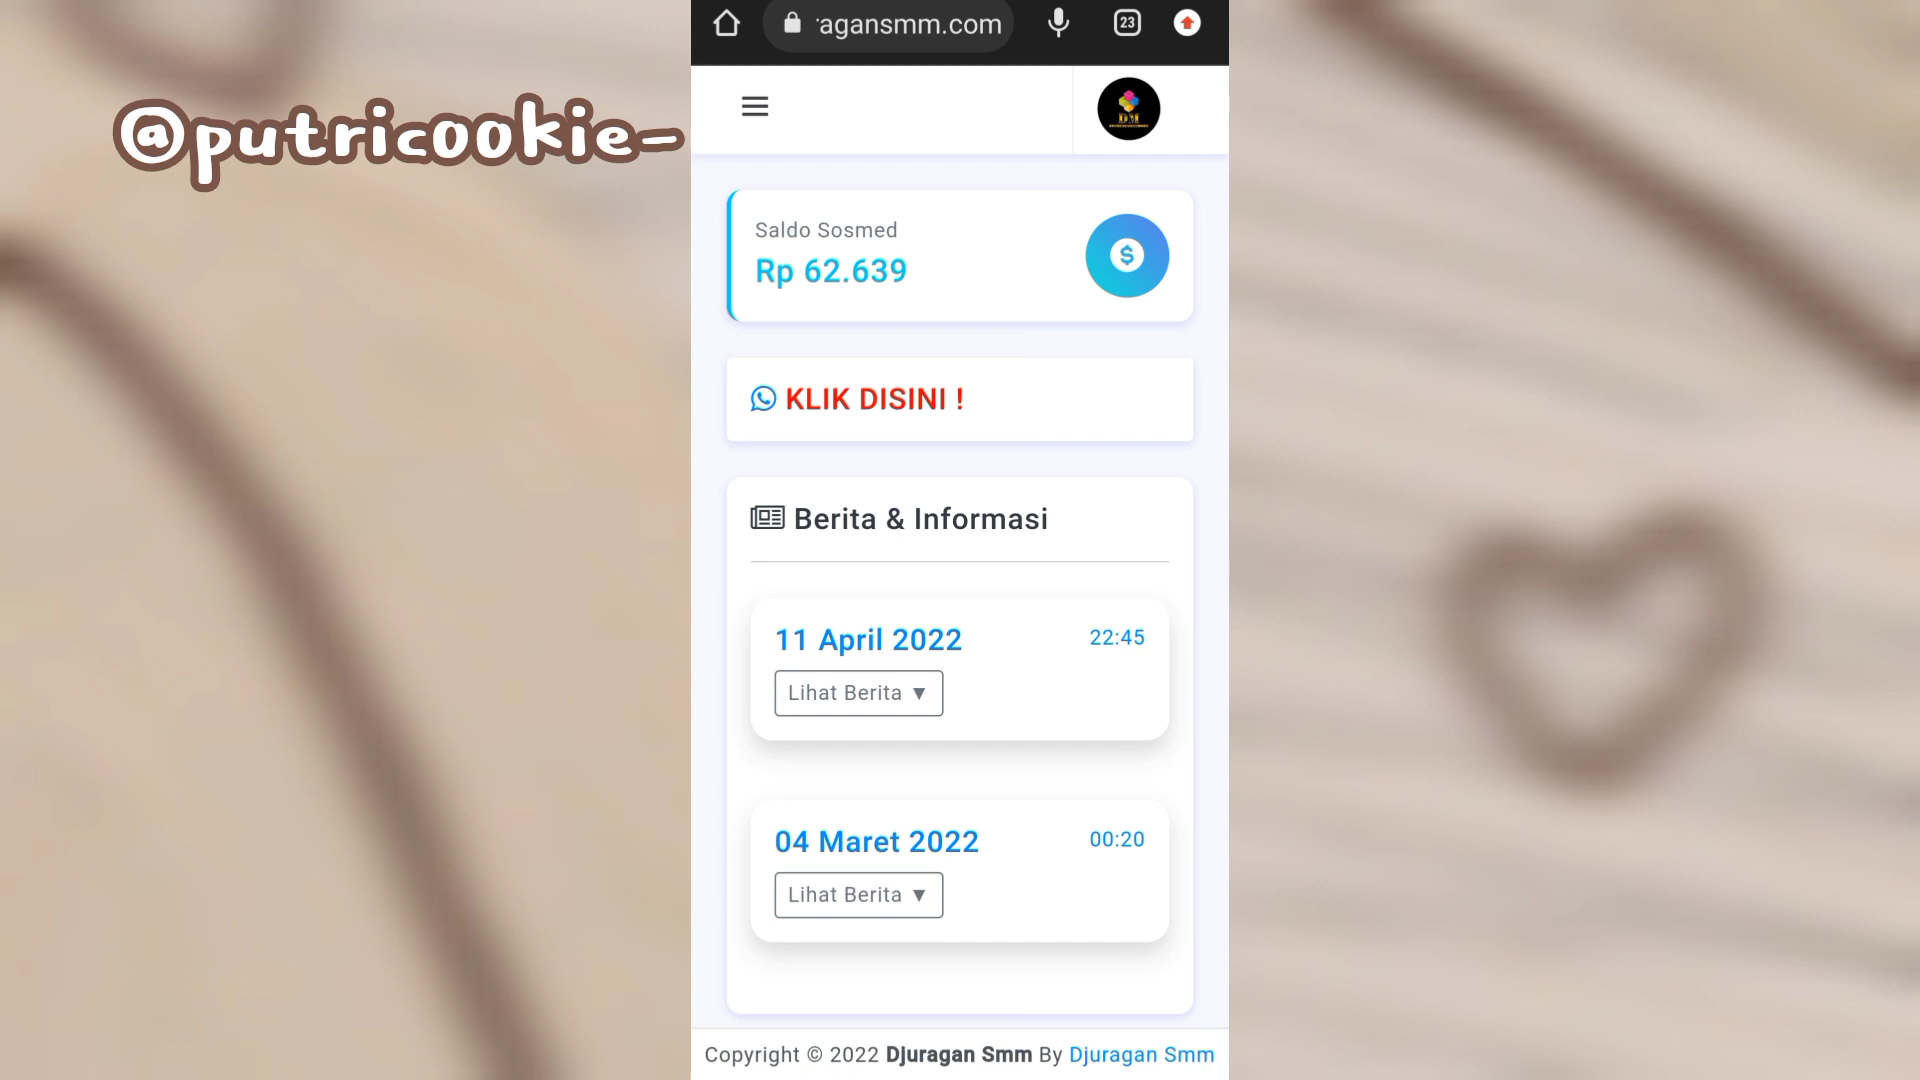 agansmm.com
23
@putricookie-
DM
Saldo Sosmed
Rp 62.639
$
KLIK DISINI !
Berita & Informasi
11 April 2022
22:45
Lihat Berita ▼
04 Maret 2022
00:20
Lihat Berita ▼
Copyright © 2022 Djuragan Smm By Djuragan Smm